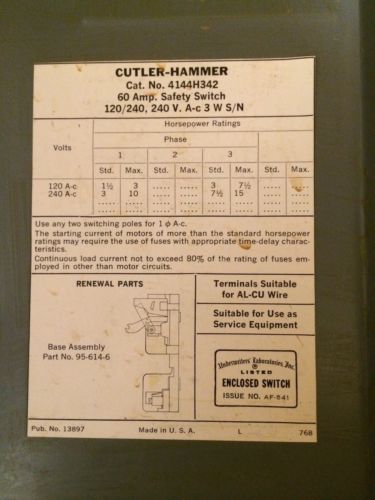 CUTLER-HAMMER
Cat. No. 4144H342
60 Amp. Safety Switch
120/240, 240 V. A-c 3 W S/N
Horsepower Ratings
Volts
Phase
1 2 3
Std. Max. Std. Max. Std. Max. Std. Max.
120 A-c 1½ 3 ..... ..... 3 7½ ..... .....
240 A-c 3 10 ..... ..... 7½ 15 ..... .....
..... ..... ..... ..... ..... ..... ..... .....
..... ..... ..... ..... ..... ..... ..... .....
Use any two switching poles for 1 ϕ A-c.
The starting current of motors of more than the standard horsepower
ratings may require the use of fuses with appropriate time-delay charac-
teristics.
Continuous load current not to exceed 80% of the rating of fuses em-
ployed in other than motor circuits.
RENEWAL PARTS
Base Assembly
Part No. 95-614-6
Terminals Suitable
for AL-CU Wire
Suitable for Use as
Service Equipment
Underwriters' Laboratories, Inc.
®
LISTED
ENCLOSED SWITCH
ISSUE NO. AF-841
Pub. No. 13897 Made in U. S. A. L 768